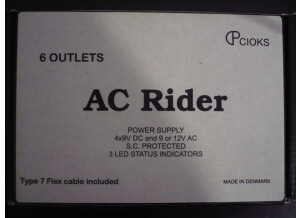 CIOKS
6 OUTLETS
AC Rider
POWER SUPPLY
4x9V DC and 9 or 12V AC
S.C. PROTECTED
3 LED STATUS INDICATORS
Type 7 Flex cable included
MADE IN DENMARK